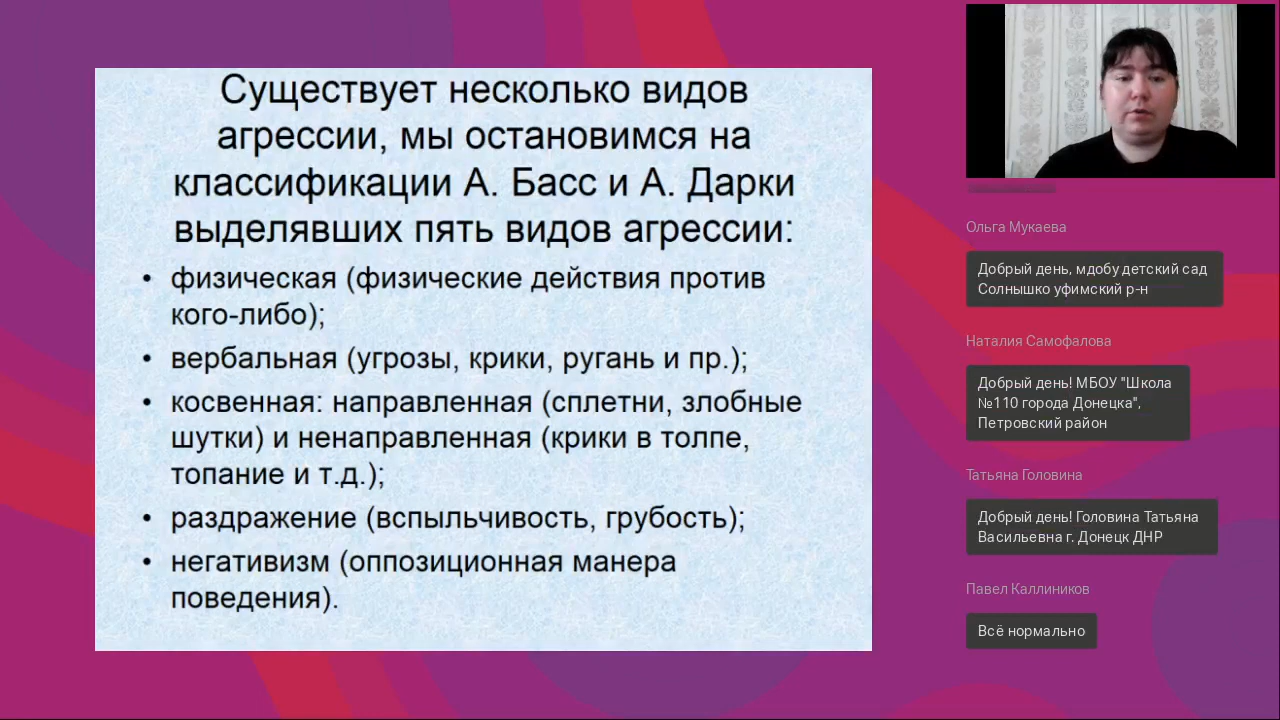 Существует несколько видов
агрессии, мы остановимся на
классификации А. Басс и А. Дарки
выделявших пять видов агрессии:
• физическая (физические действия против
кого-либо);
• вербальная (угрозы, крики, ругань и пр.);
• косвенная: направленная (сплетни, злобные
шутки) и ненаправленная (крики в толпе,
топание и т.д.);
• раздражение (вспыльчивость, грубость);
• негативизм (оппозиционная манера
поведения).
Ольга Мукаева
Добрый день, мдобу детский сад
Солнышко уфимский р-н
Наталия Самофалова
Добрый день! МБОУ "Школа
№110 города Донецка",
Петровский район
Татьяна Головина
Добрый день! Головина Татьяна
Васильевна г. Донецк ДНР
Павел Каллиников
Всё нормально